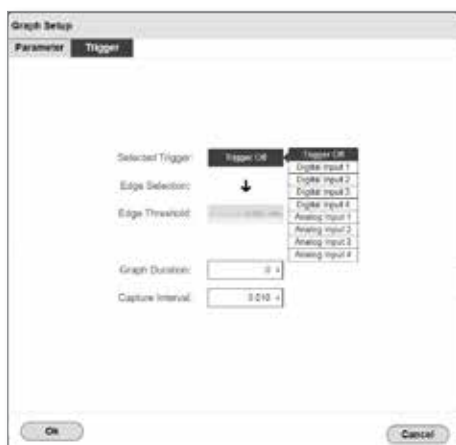 Graph Setup
Parameter Trigger
Selected Trigger: Trigger Off Trigger Off
Digital Input 1
Digital Input 2
Edge Selection:
Digital Input 3
Digital Input 4
Edge Threshold:
Analog Input 1
Analog Input 2
Analog Input 3
Analog Input 4
Graph Duration: 0 s
Capture Interval: 0.010 s
Ok Cancel